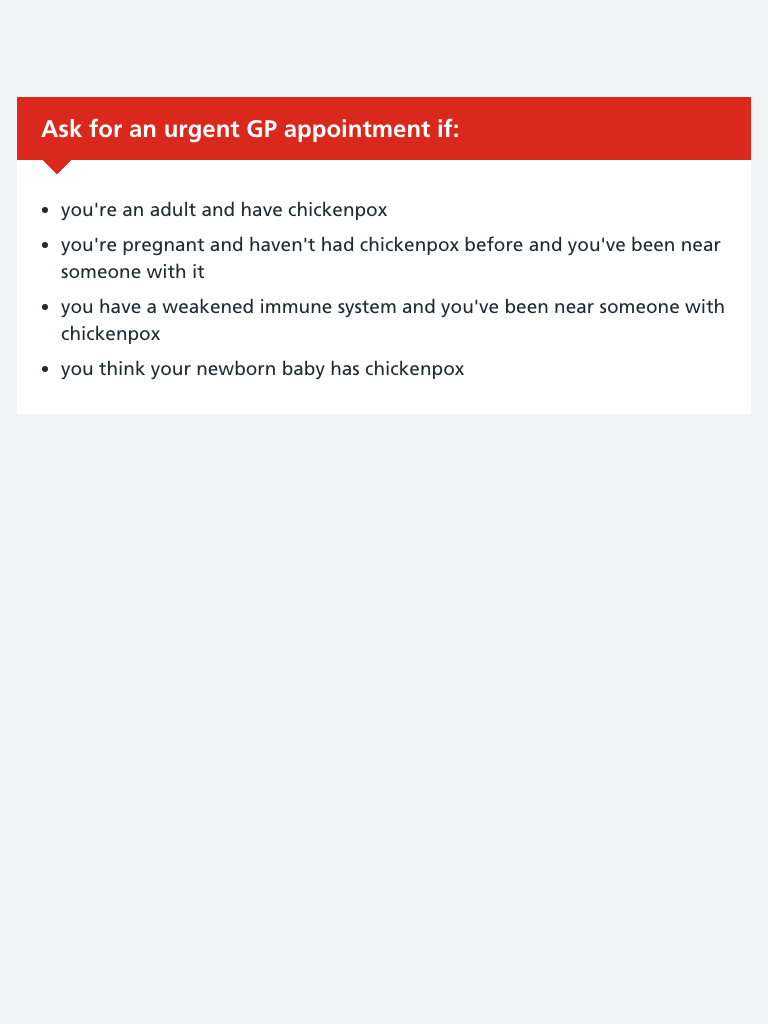 Ask for an urgent GP appointment if:
you're an adult and have chickenpox
you're pregnant and haven't had chickenpox before and you've been near
someone with it
you have a weakened immune system and you've been near someone with
chickenpox
you think your newborn baby has chickenpox